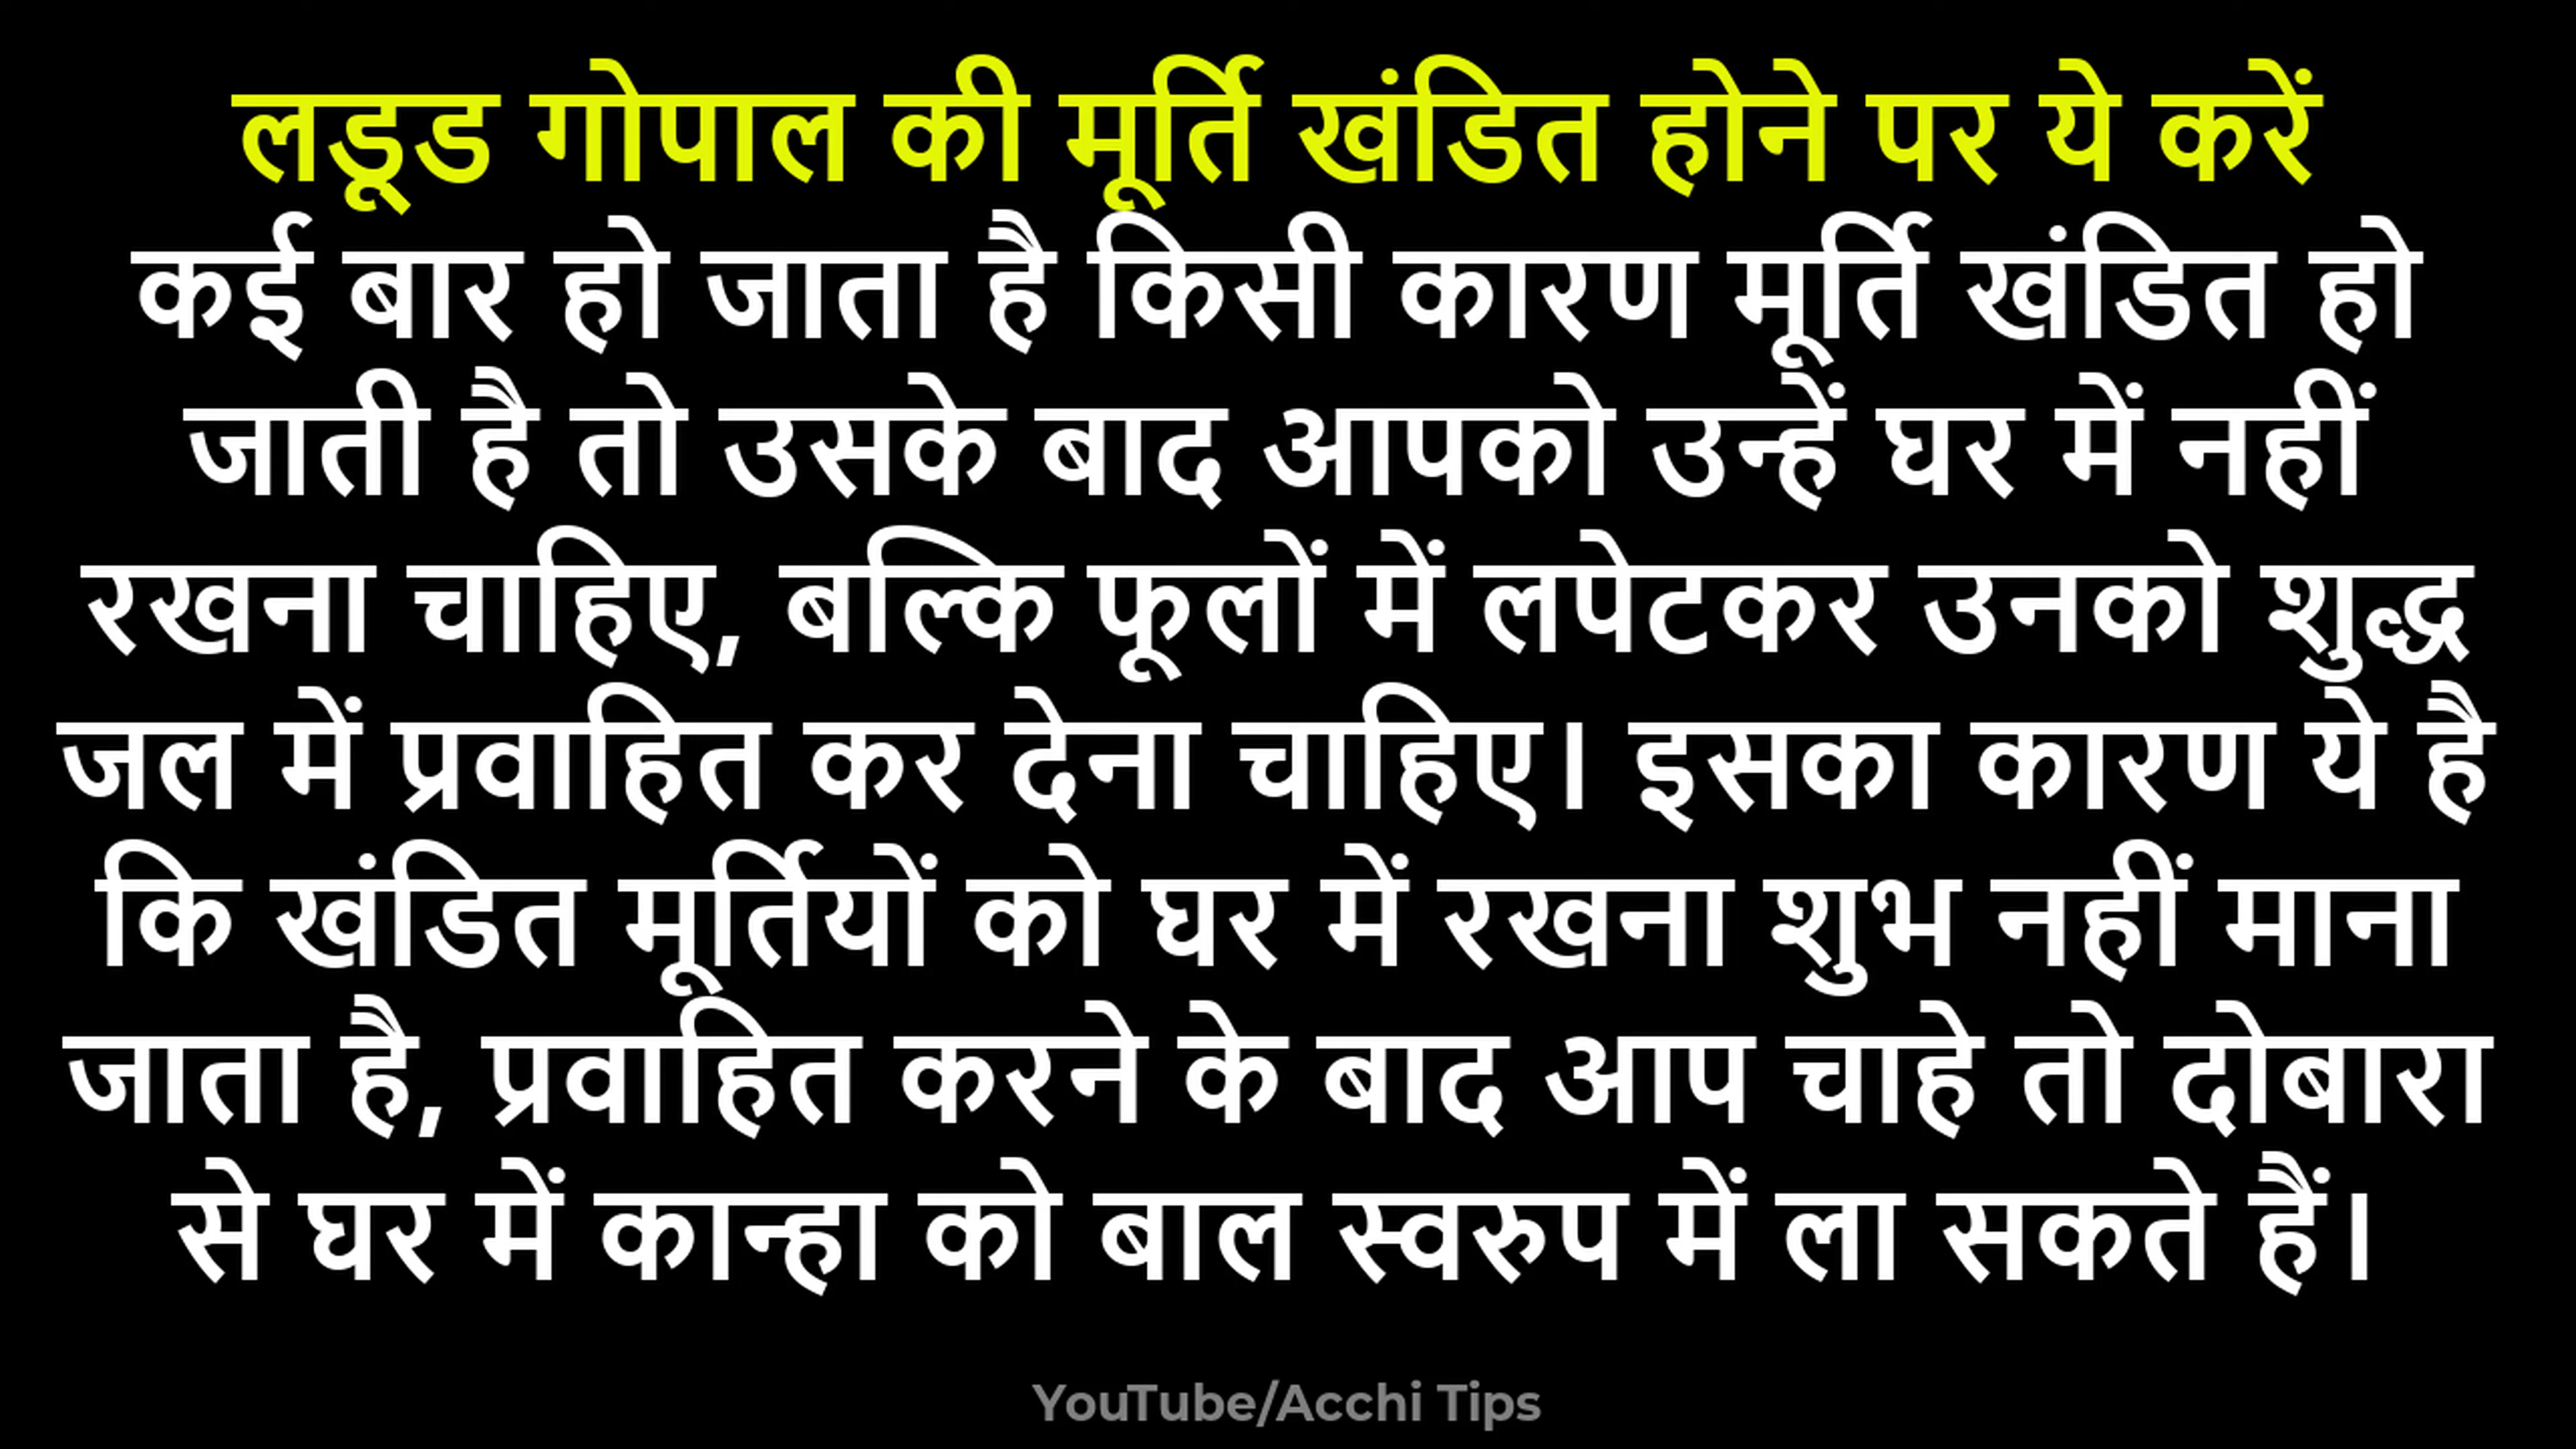 लडू्ड गोपाल की मूर्ति खंडित होने पर ये करें
कई बार हो जाता है किसी कारण मूर्ति खंडित हो
जाती है तो उसके बाद आपको उन्हें घर में नहीं
रखना चाहिए, बल्कि फूलों में लपेटकर उनको शुद्ध
जल में प्रवाहित कर देना चाहिए। इसका कारण ये है
कि खंडित मूर्तियों को घर में रखना शुभ नहीं माना
जाता है, प्रवाहित करने के बाद आप चाहे तो दोबारा
से घर में कान्हा को बाल स्वरुप में ला सकते हैं।
YouTube/Acchi Tips